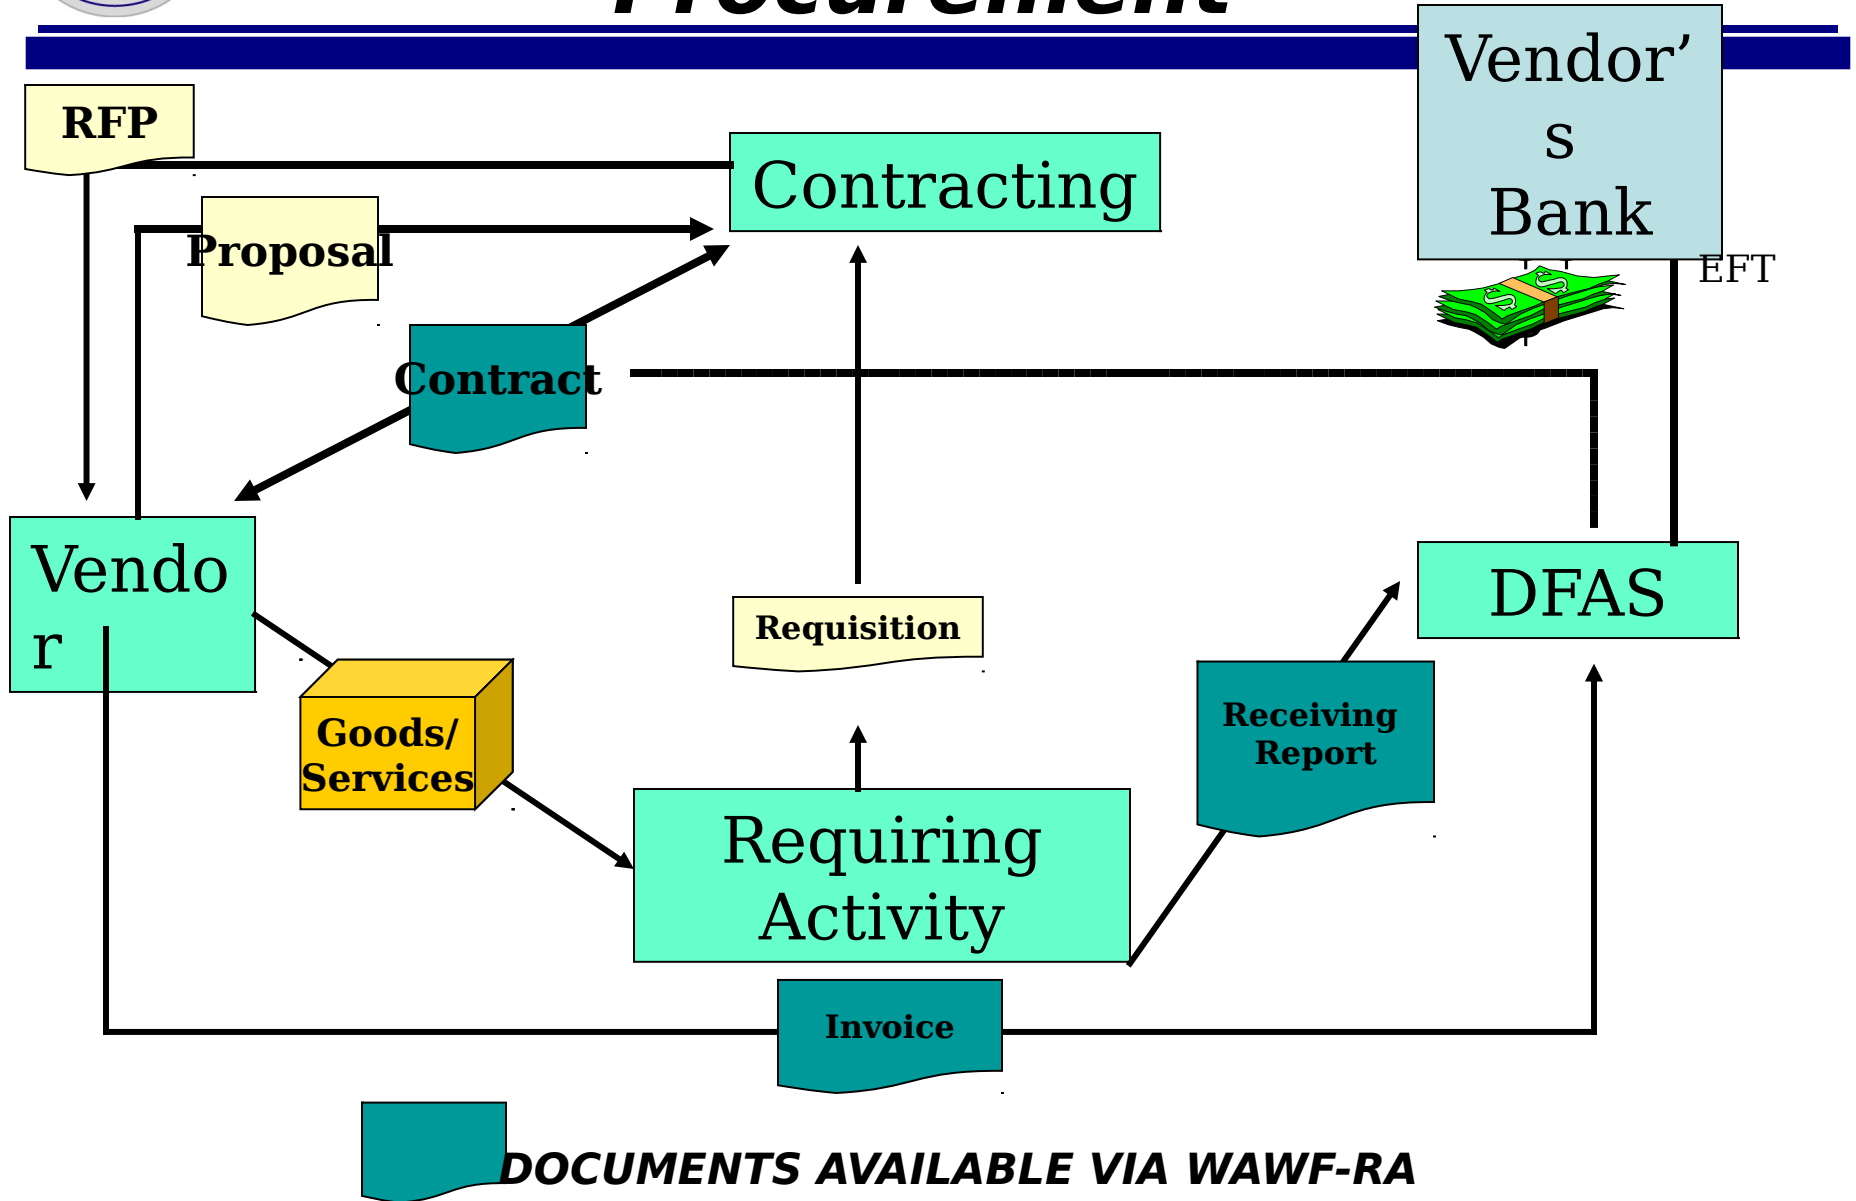 Procurement
Vendor’
s
Bank
RFP
Contracting
Proposal
EFT
Contract
Vendo
r
DFAS
Requisition
Receiving
Report
Goods/
Services
Requiring
Activity
Invoice
DOCUMENTS AVAILABLE VIA WAWF-RA